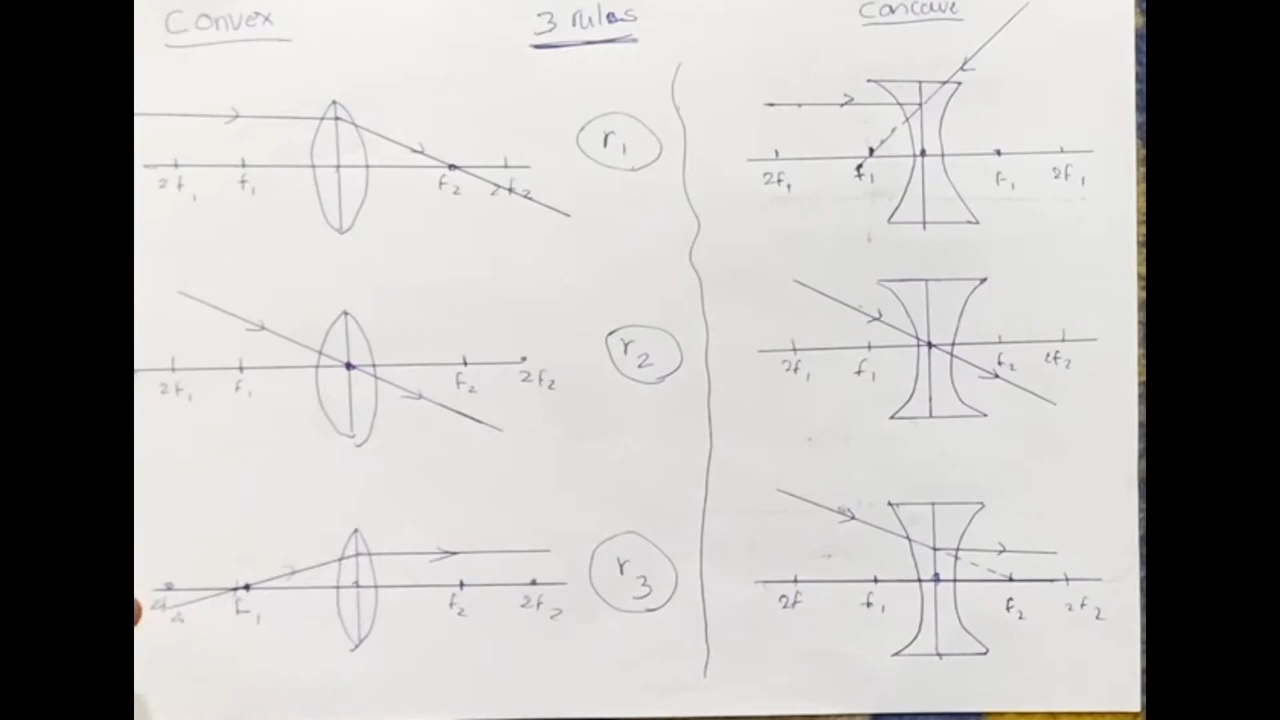 Convex 3 rules Concave
r1
2f1 f1 f2 2f2 2f1 f1 f1 2f1
r2
2f1 f1 f2 2f2 2f1 f1 f2 2f2
r3
f1 f2 2f2 2f f1 f2 2f2